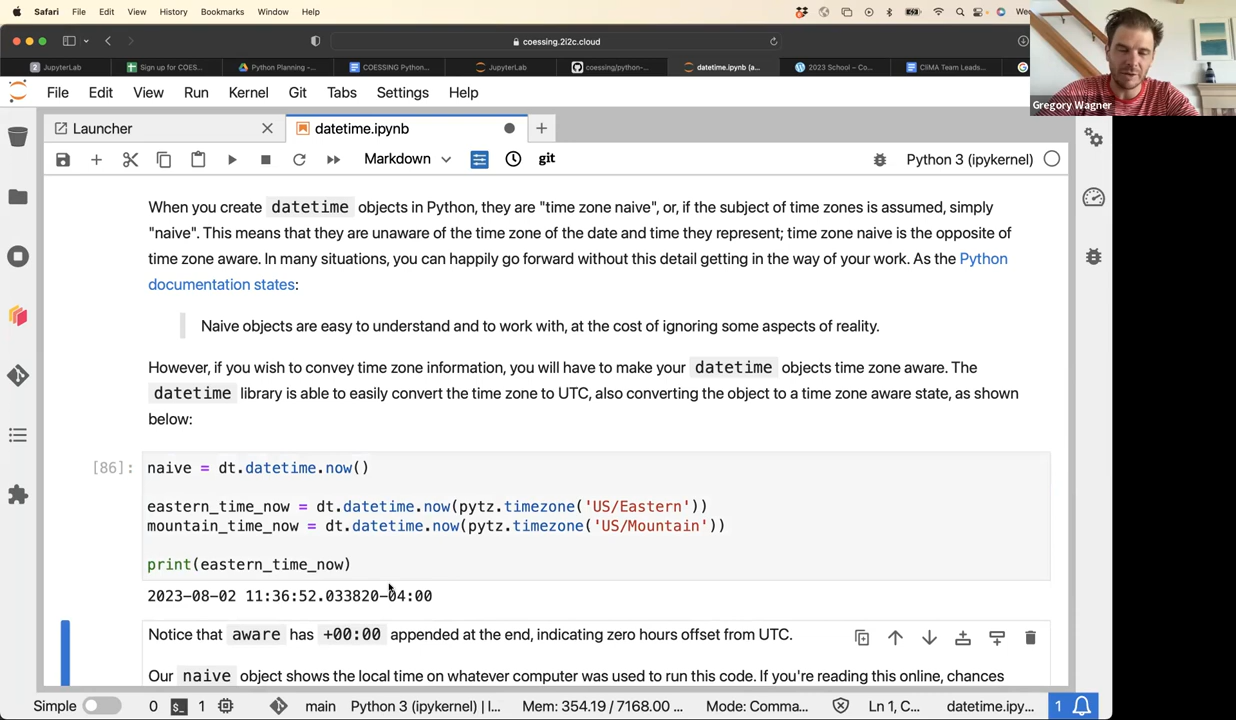 Safari File Edit View History Bookmarks Window Help
coessing.2i2c.cloud
JupyterLab
Sign up for COES...
Python Planning -...
COESSING Python...
JupyterLab
coessing/python-...
datetime.ipynb (a...
2023 School – Co...
CliMA Team Leads...
Gregory Wagner
File Edit View Run Kernel Git Tabs Settings Help
Launcher
datetime.ipynb
Markdown
git
Python 3 (ipykernel)
When you create datetime objects in Python, they are "time zone naive", or, if the subject of time zones is assumed, simply
"naive". This means that they are unaware of the time zone of the date and time they represent; time zone naive is the opposite of
time zone aware. In many situations, you can happily go forward without this detail getting in the way of your work. As the Python
documentation states:
Naive objects are easy to understand and to work with, at the cost of ignoring some aspects of reality.
However, if you wish to convey time zone information, you will have to make your datetime objects time zone aware. The
datetime library is able to easily convert the time zone to UTC, also converting the object to a time zone aware state, as shown
below:
[86]: naive = dt.datetime.now()
eastern_time_now = dt.datetime.now(pytz.timezone('US/Eastern'))
mountain_time_now = dt.datetime.now(pytz.timezone('US/Mountain'))
print(eastern_time_now)
2023-08-02 11:36:52.033820-04:00
Notice that aware has +00:00 appended at the end, indicating zero hours offset from UTC.
Our naive object shows the local time on whatever computer was used to run this code. If you're reading this online, chances
Simple 0 1 main Python 3 (ipykernel) | I... Mem: 354.19 / 7168.00 ... Mode: Comma... Ln 1, C... datetime.ipy... 1